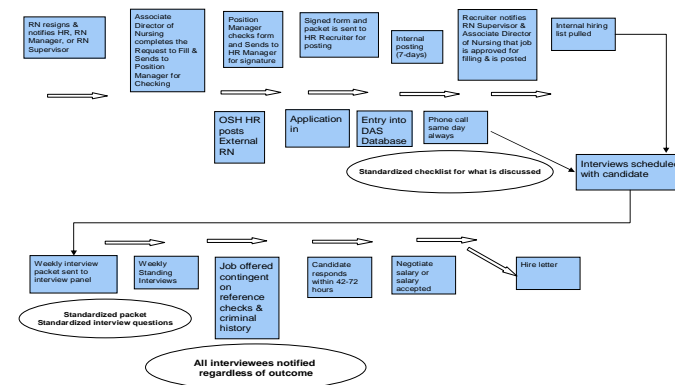 RN resigns &
notifies HR, RN
Manager, or RN
Supervisor
Associate
Director of
Nursing
completes the
Request to Fill &
Sends to
Position
Manager for
Checking
Position
Manager checks
form and Sends
to HR Manager
for signature
Signed form and
packet is sent to
HR Recruiter for
posting
Internal
posting
(7-days)
Recruiter notifies
RN Supervisor &
Associate Director
of Nursing that job
is approved for
filling & is posted
Internal hiring
list pulled
OSH HR
posts
External
RN
Application
in
Entry into
DAS
Database
Phone call
same day
always
Standardized checklist for what is discussed
Interviews scheduled
with candidate
Weekly interview
packet sent to
interview panel
Weekly
Standing
Interviews
Job offered
contingent
on
reference
checks &
criminal
history
Candidate
responds
within 42-72
hours
Negotiate
salary or
salary
accepted
Hire letter
Standardized packet
Standardized interview questions
All interviewees notified
regardless of outcome